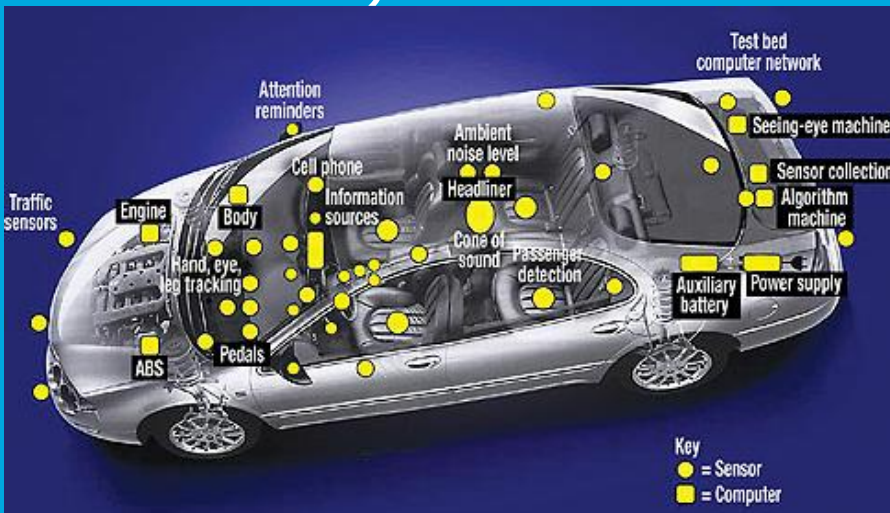 Test bed
computer network
Attention
reminders
Seeing-eye machine
Ambient
noise level
Cell phone
Sensor collection
Headliner
Information
sources
Traffic
sensors
Engine
Body
Algorithm
machine
Cone of
sound
Hand, eye,
leg tracking
Passenger
detection
Auxiliary
battery
Power supply
Pedals
ABS
Key
= Sensor
= Computer